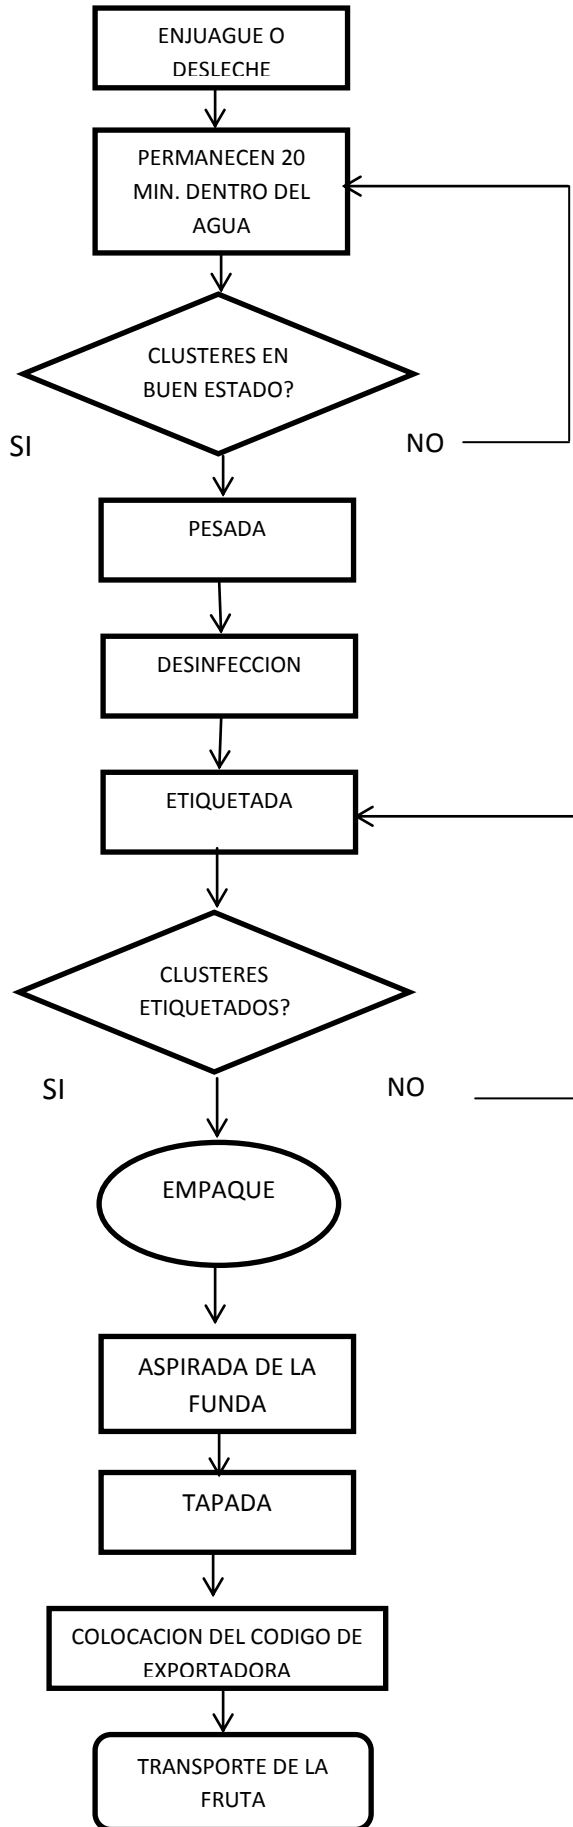 ENJUAGUE O
DESLECHE
PERMANECEN 20
MIN. DENTRO DEL
AGUA
CLUSTERES EN
BUEN ESTADO?
SI
NO
PESADA
DESINFECCION
ETIQUETADA
CLUSTERES
ETIQUETADOS?
SI
NO
EMPAQUE
ASPIRADA DE LA
FUNDA
TAPADA
COLOCACION DEL CODIGO DE
EXPORTADORA
TRANSPORTE DE LA
FRUTA